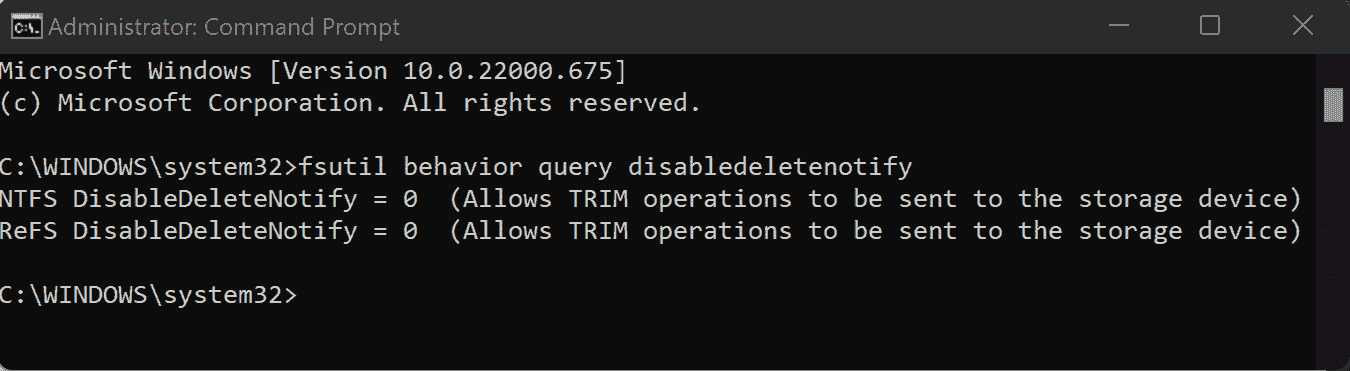 Administrator: Command Prompt
Microsoft Windows [Version 10.0.22000.675]
(c) Microsoft Corporation. All rights reserved.
C:\WINDOWS\system32>fsutil behavior query disabledeletenotify
NTFS DisableDeleteNotify = 0  (Allows TRIM operations to be sent to the storage device)
ReFS DisableDeleteNotify = 0  (Allows TRIM operations to be sent to the storage device)
C:\WINDOWS\system32>